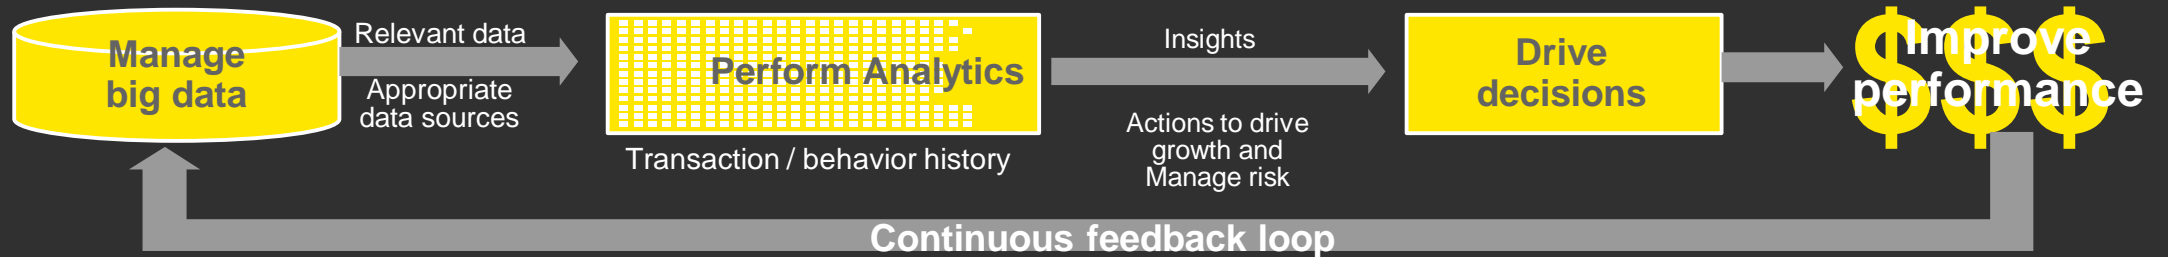 Manage
big data
Relevant data
Appropriate
data sources
Perform Analytics
Transaction / behavior history
Insights
Actions to drive
growth and
Manage risk
Drive
decisions
$$$
Improve
performance
Continuous feedback loop